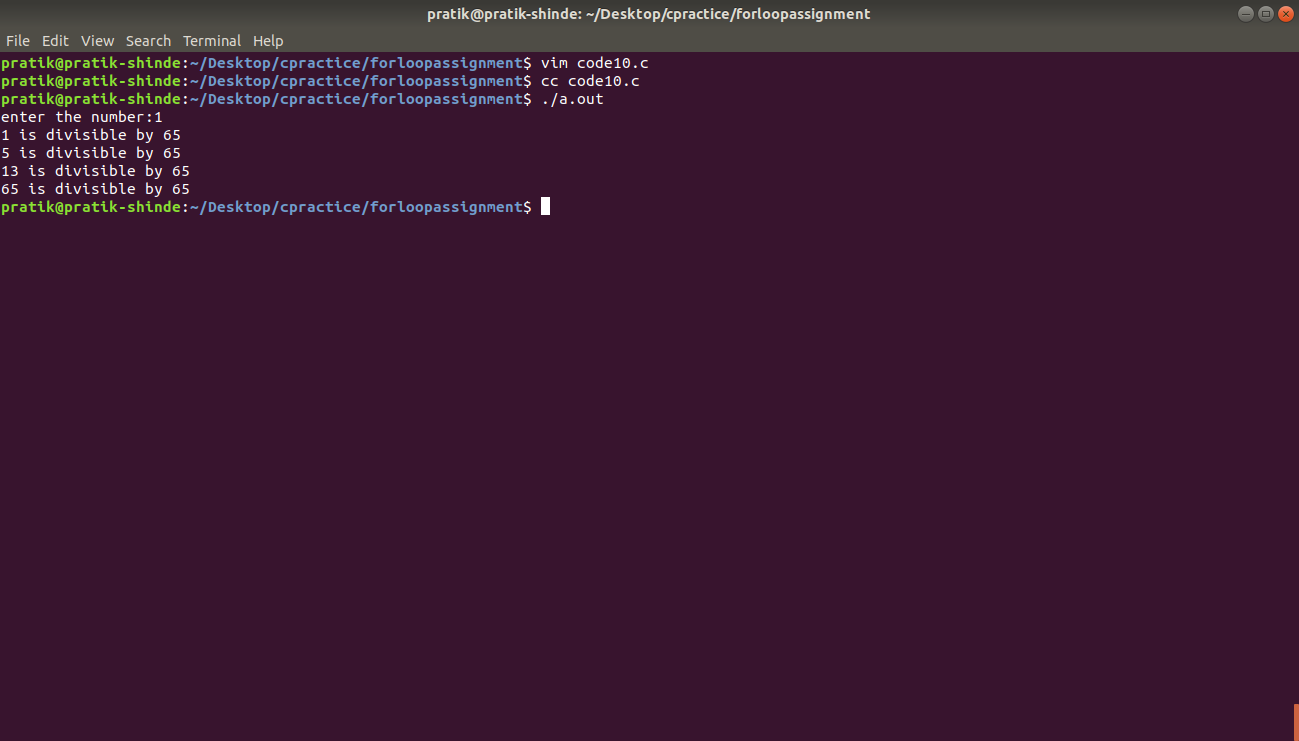 pratik@pratik-shinde: ~/Desktop/cpractice/forloopassignment
File Edit View Search Terminal Help
pratik@pratik-shinde:~/Desktop/cpractice/forloopassignment$ vim code10.c
pratik@pratik-shinde:~/Desktop/cpractice/forloopassignment$ cc code10.c
pratik@pratik-shinde:~/Desktop/cpractice/forloopassignment$ ./a.out
enter the number:1
1 is divisible by 65
5 is divisible by 65
13 is divisible by 65
65 is divisible by 65
pratik@pratik-shinde:~/Desktop/cpractice/forloopassignment$